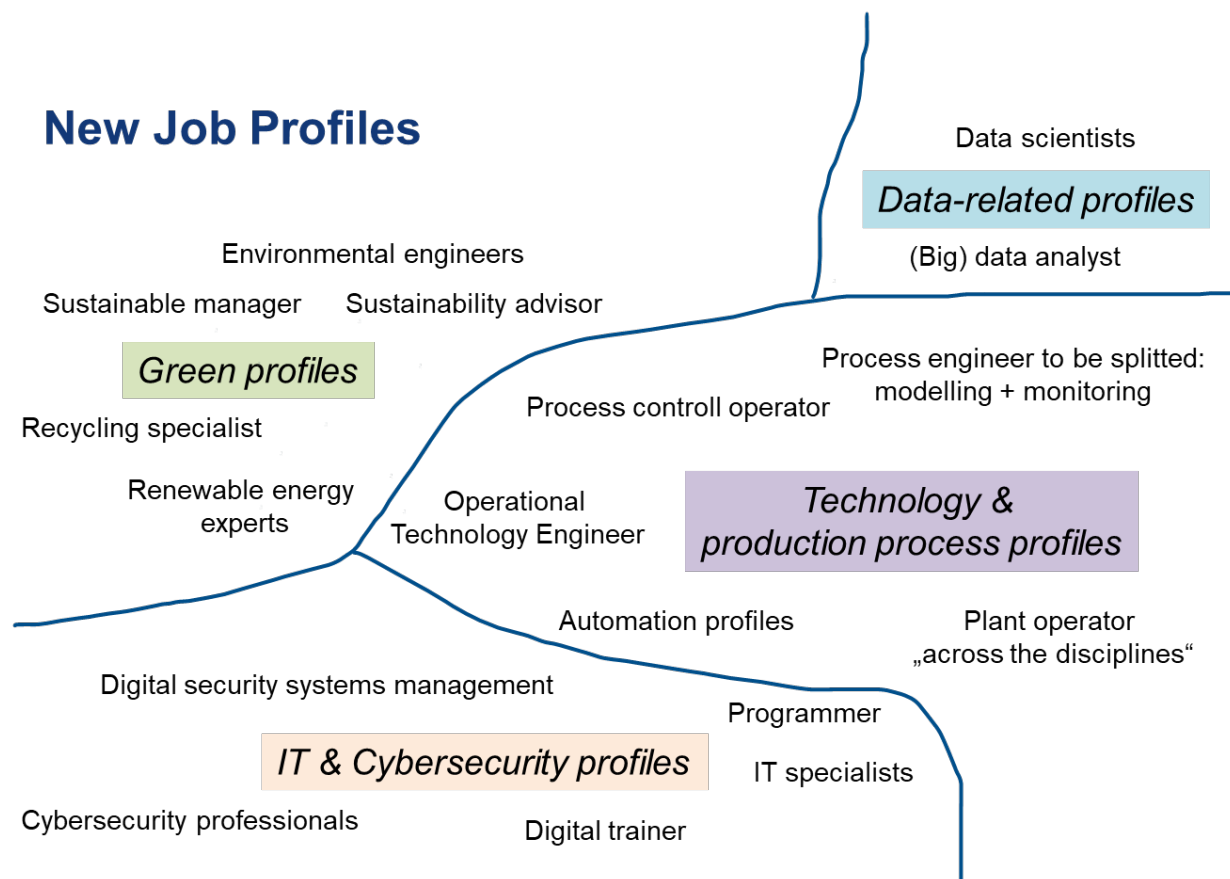 New Job Profiles
Data scientists
Data-related profiles
(Big) data analyst
Environmental engineers
Sustainable manager
Sustainability advisor
Green profiles
Recycling specialist
Renewable energy
experts
Process engineer to be splitted:
modelling + monitoring
Process controll operator
Operational
Technology Engineer
Technology &
production process profiles
Automation profiles
Plant operator
„across the disciplines“
Digital security systems management
Programmer
IT & Cybersecurity profiles
IT specialists
Cybersecurity professionals
Digital trainer